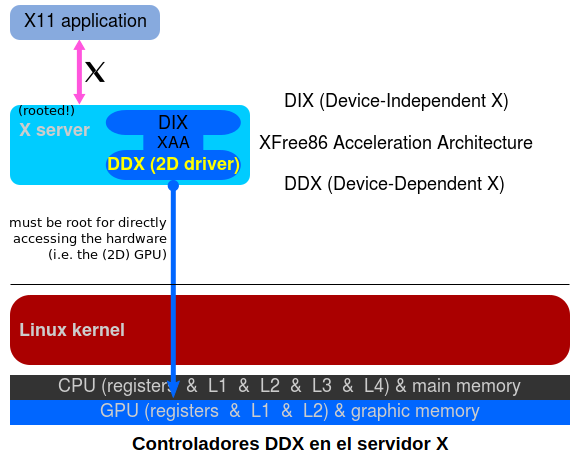 X11 application
X
(rooted!)
X server
DIX
XAA
DDX (2D driver)
DIX (Device-Independent X)
XFree86 Acceleration Architecture
DDX (Device-Dependent X)
must be root for directly
accessing the hardware
(i.e. the (2D) GPU)
Linux kernel
CPU (registers & L1 & L2 & L3 & L4) & main memory
GPU (registers & L1 & L2) & graphic memory
Controladores DDX en el servidor X